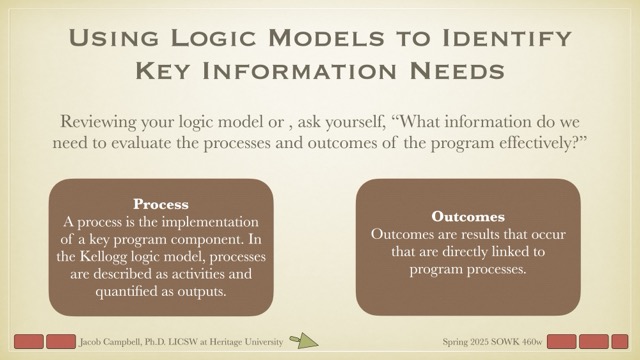 Using Logic Models to Identify
Key Information Needs
Reviewing your logic model or , ask yourself, “What information do we
need to evaluate the processes and outcomes of the program effectively?”
Process
A process is the implementation
of a key program component. In
the Kellogg logic model, processes
are described as activities and
quantified as outputs.
Outcomes
Outcomes are results that occur
that are directly linked to
program processes.
Jacob Campbell, Ph.D. LICSW at Heritage University
Spring 2025 SOWK 460w